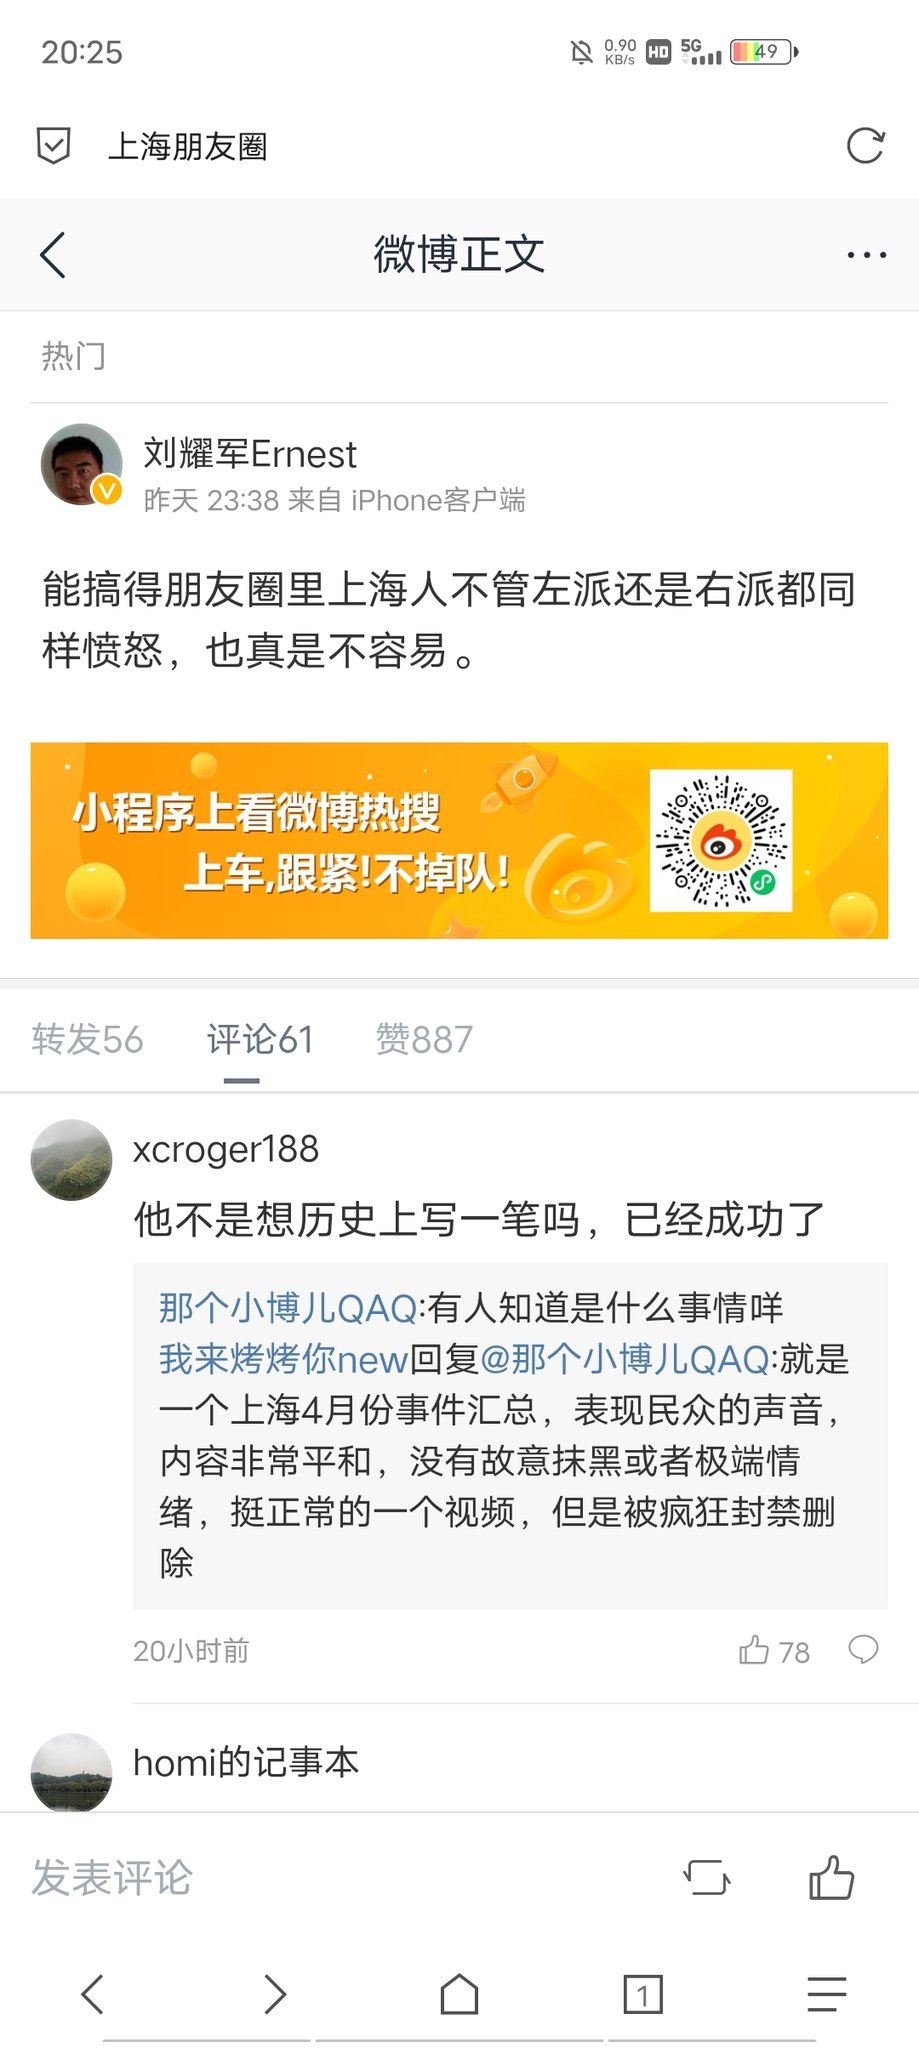 20:25
0.90
KB/s
HD
5G
49
上海朋友圈
微博正文
热门
刘耀军Ernest
昨天 23:38 来自 iPhone客户端
能搞得朋友圈里上海人不管左派还是右派都同
样愤怒，也真是不容易。
小程序上看微博热搜
上车,跟紧!不掉队!
转发56 评论61 赞887
xcroger188
他不是想历史上写一笔吗，已经成功了
那个小博儿QAQ:有人知道是什么事情咩
我来烤烤你new回复@那个小博儿QAQ:就是
一个上海4月份事件汇总，表现民众的声音，
内容非常平和，没有故意抹黑或者极端情
绪，挺正常的一个视频，但是被疯狂封禁删
除
20小时前
78
homi的记事本
发表评论
1